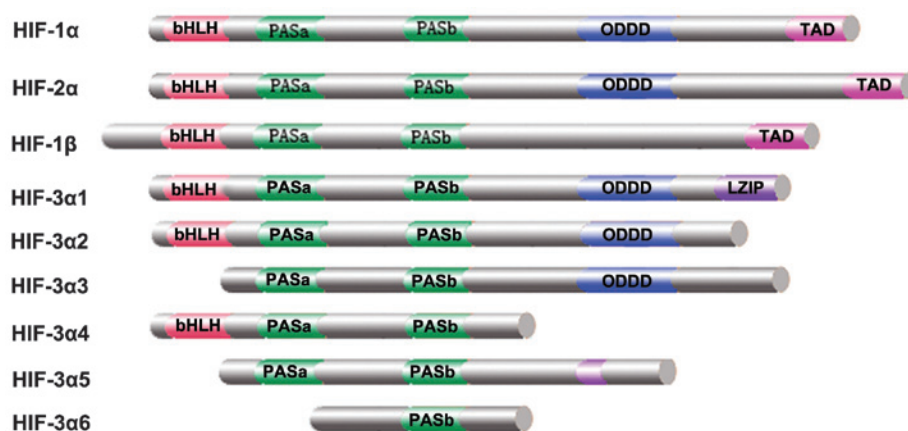 HIF-1α bHLH PASa PASb ODDD TAD
HIF-2α bHLH PASa PASb ODDD TAD
HIF-1β bHLH PASa PASb TAD
HIF-3α1 bHLH PASa PASb ODDD LZIP
HIF-3α2 bHLH PASa PASb ODDD
HIF-3α3 PASa PASb ODDD
HIF-3α4 bHLH PASa PASb
HIF-3α5 PASa PASb
HIF-3α6 PASb